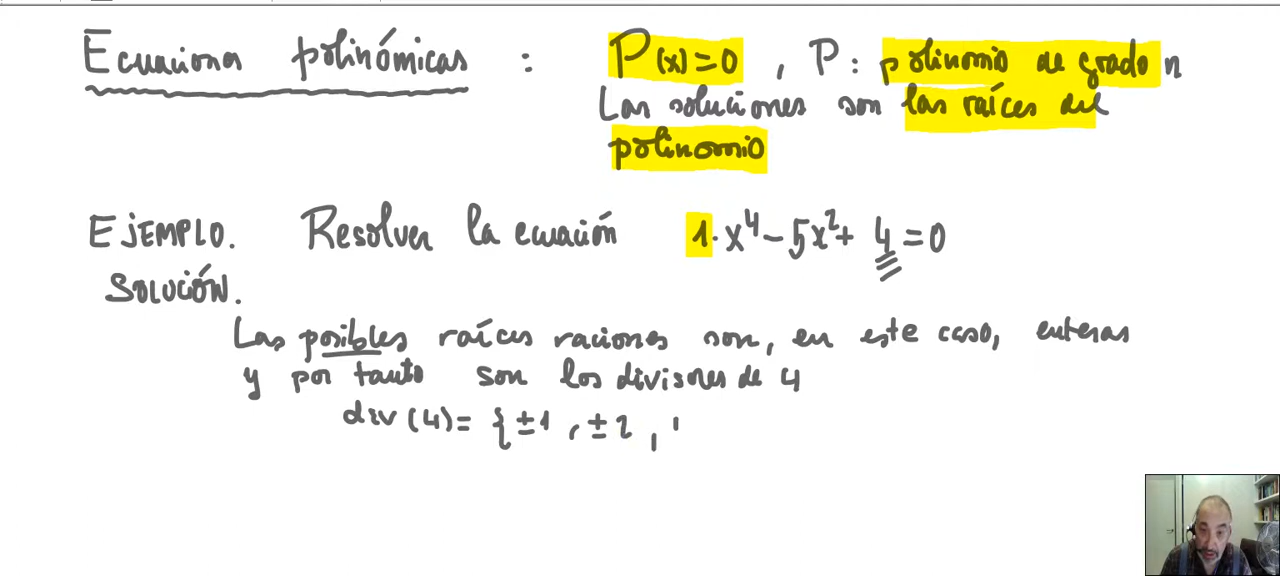 Ecuaciones polinómicas : P(x)=0 , P: polinomio de grado n
Las soluciones son las raíces del
polinomio
EJEMPLO. Resolver la ecuación 1·x⁴-5x²+4=0
SOLUCIÓN.
Las posibles raíces raciones son, en este caso, enteras
y por tanto son los divisores de 4
div(4)= {±1, ±2,